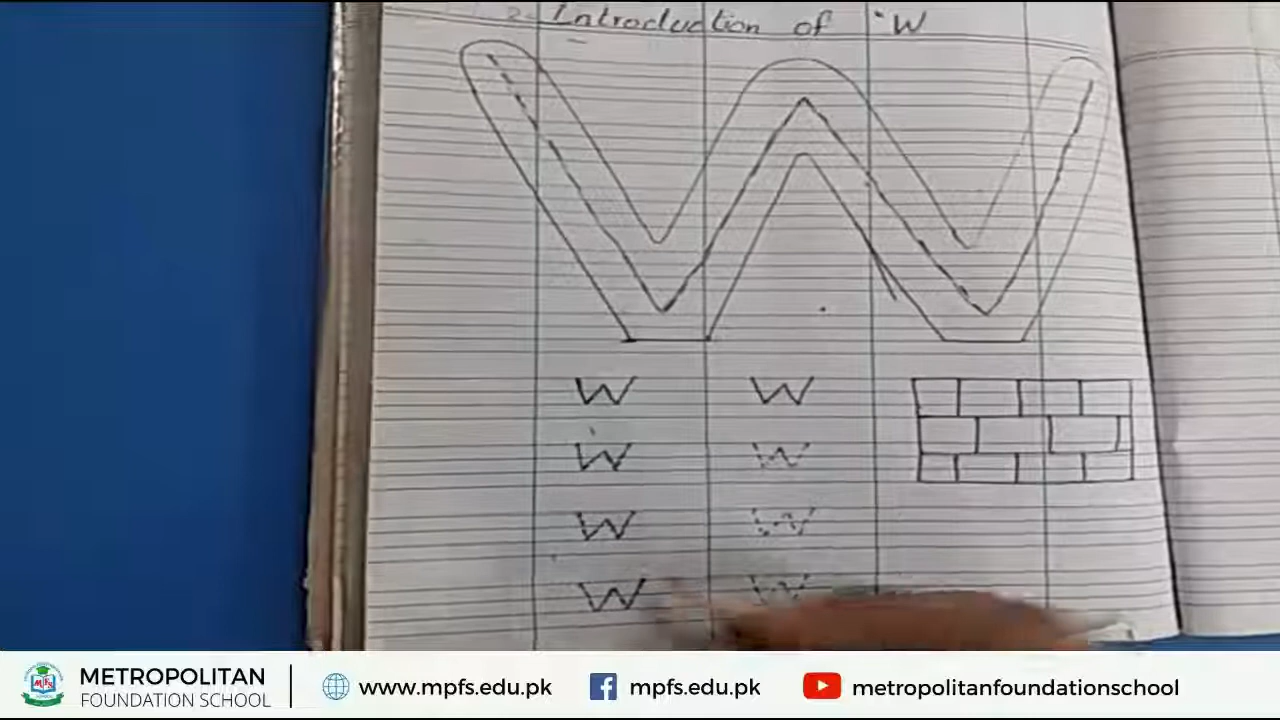 2. Introduction of 'W
W W
W W
W W
W W
METROPOLITAN
FOUNDATION SCHOOL
www.mpfs.edu.pk
mpfs.edu.pk
metropolitanfoundationschool